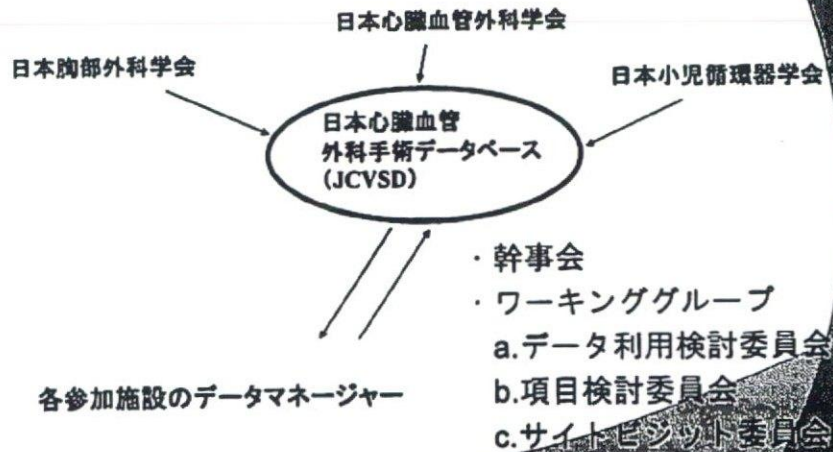 日本心臓血管外科学会
日本胸部外科学会
日本小児循環器学会
日本心臓血管
外科手術データベース
(JCVSD)
・幹事会
・ワーキンググループ
a.データ利用検討委員会
b.項目検討委員会
c.サイトビジット委員会
各参加施設のデータマネージャー